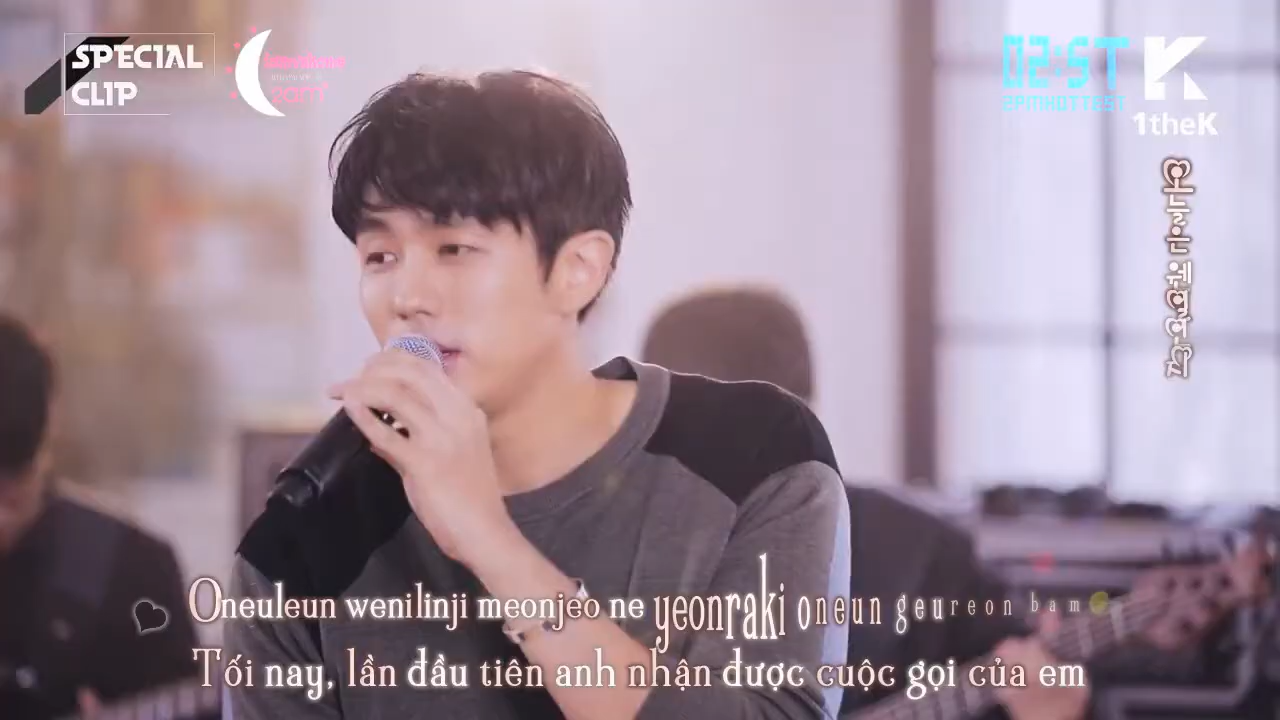 SPECIAL
CLIP
2am
02:ST
2PMHOTTEST
1theK
Oneuleun wenilinji meonjeo ne yeonraki oneun geureon bam
Tối nay, lần đầu tiên anh nhận được cuộc gọi của em